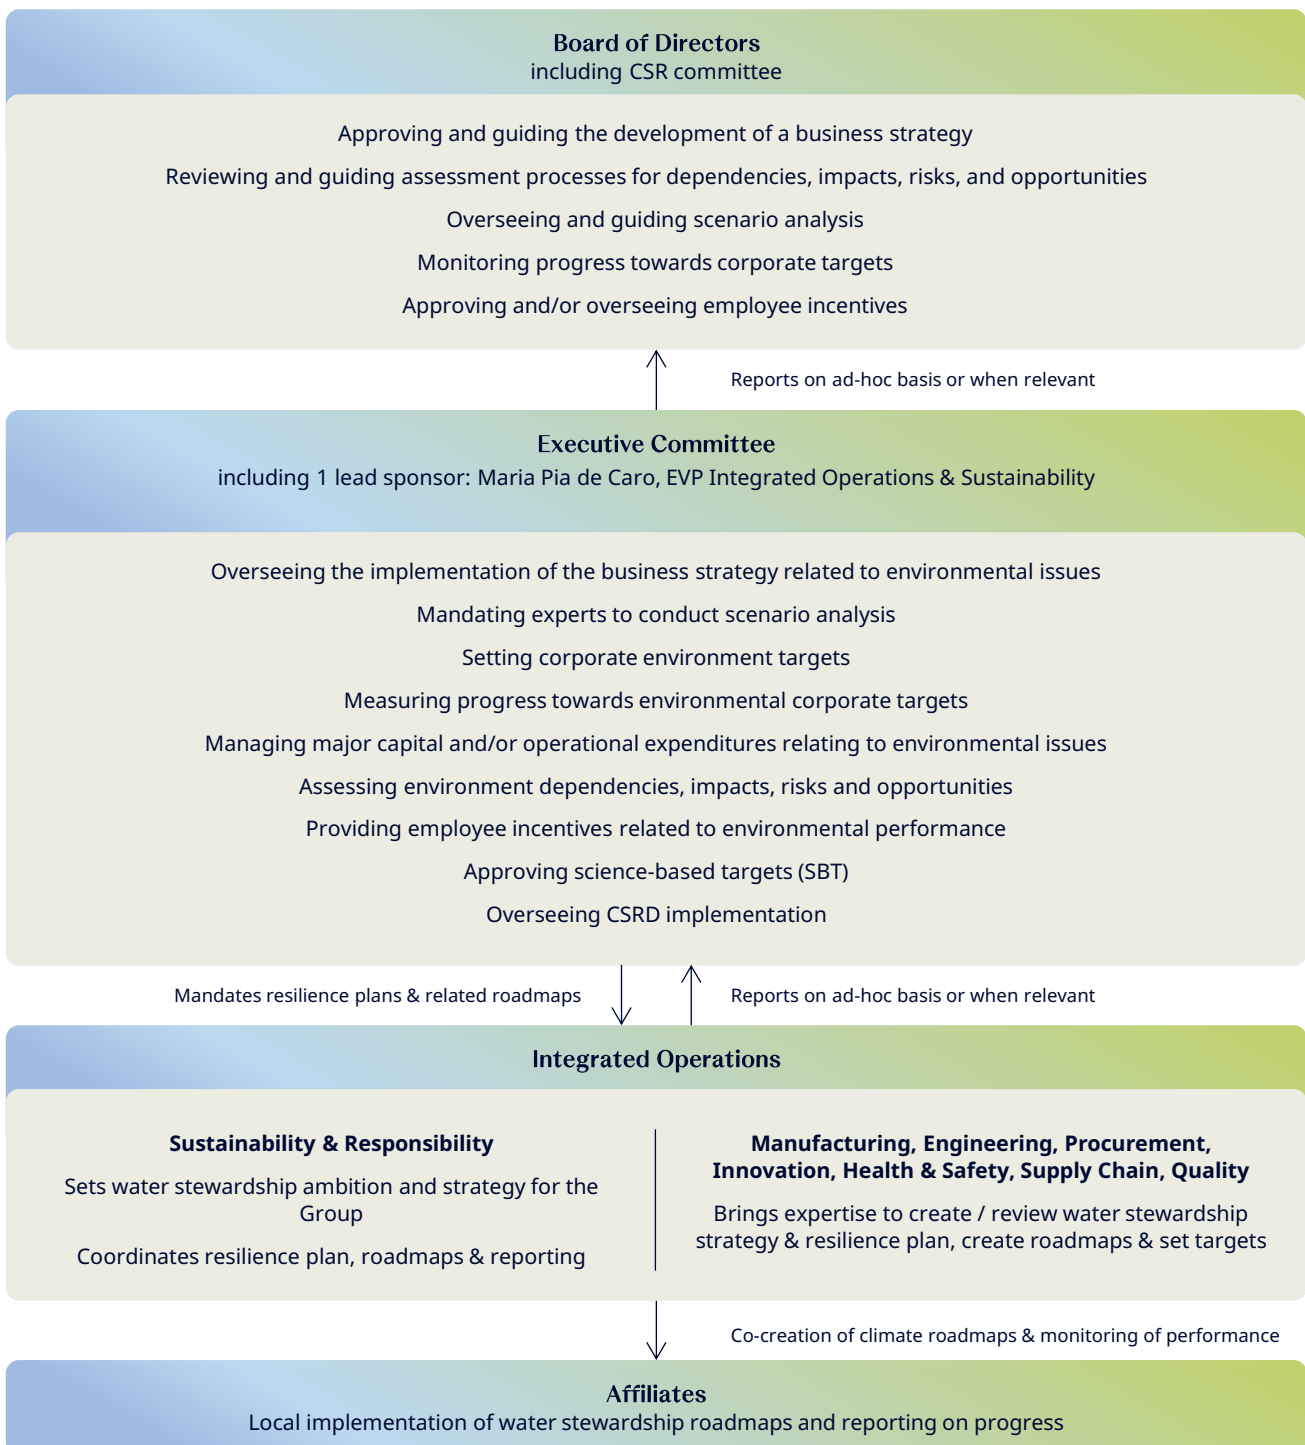 Board of Directors
including CSR committee
Approving and guiding the development of a business strategy
Reviewing and guiding assessment processes for dependencies, impacts, risks, and opportunities
Overseeing and guiding scenario analysis
Monitoring progress towards corporate targets
Approving and/or overseeing employee incentives
Reports on ad-hoc basis or when relevant
Executive Committee
including 1 lead sponsor: Maria Pia de Caro, EVP Integrated Operations & Sustainability
Overseeing the implementation of the business strategy related to environmental issues
Mandating experts to conduct scenario analysis
Setting corporate environment targets
Measuring progress towards environmental corporate targets
Managing major capital and/or operational expenditures relating to environmental issues
Assessing environment dependencies, impacts, risks and opportunities
Providing employee incentives related to environmental performance
Approving science-based targets (SBT)
Overseeing CSRD implementation
Mandates resilience plans & related roadmaps
Reports on ad-hoc basis or when relevant
Integrated Operations
Sustainability & Responsibility
Sets water stewardship ambition and strategy for the
Group
Coordinates resilience plan, roadmaps & reporting
Manufacturing, Engineering, Procurement,
Innovation, Health & Safety, Supply Chain, Quality
Brings expertise to create / review water stewardship
strategy & resilience plan, create roadmaps & set targets
Co-creation of climate roadmaps & monitoring of performance
Affiliates
Local implementation of water stewardship roadmaps and reporting on progress